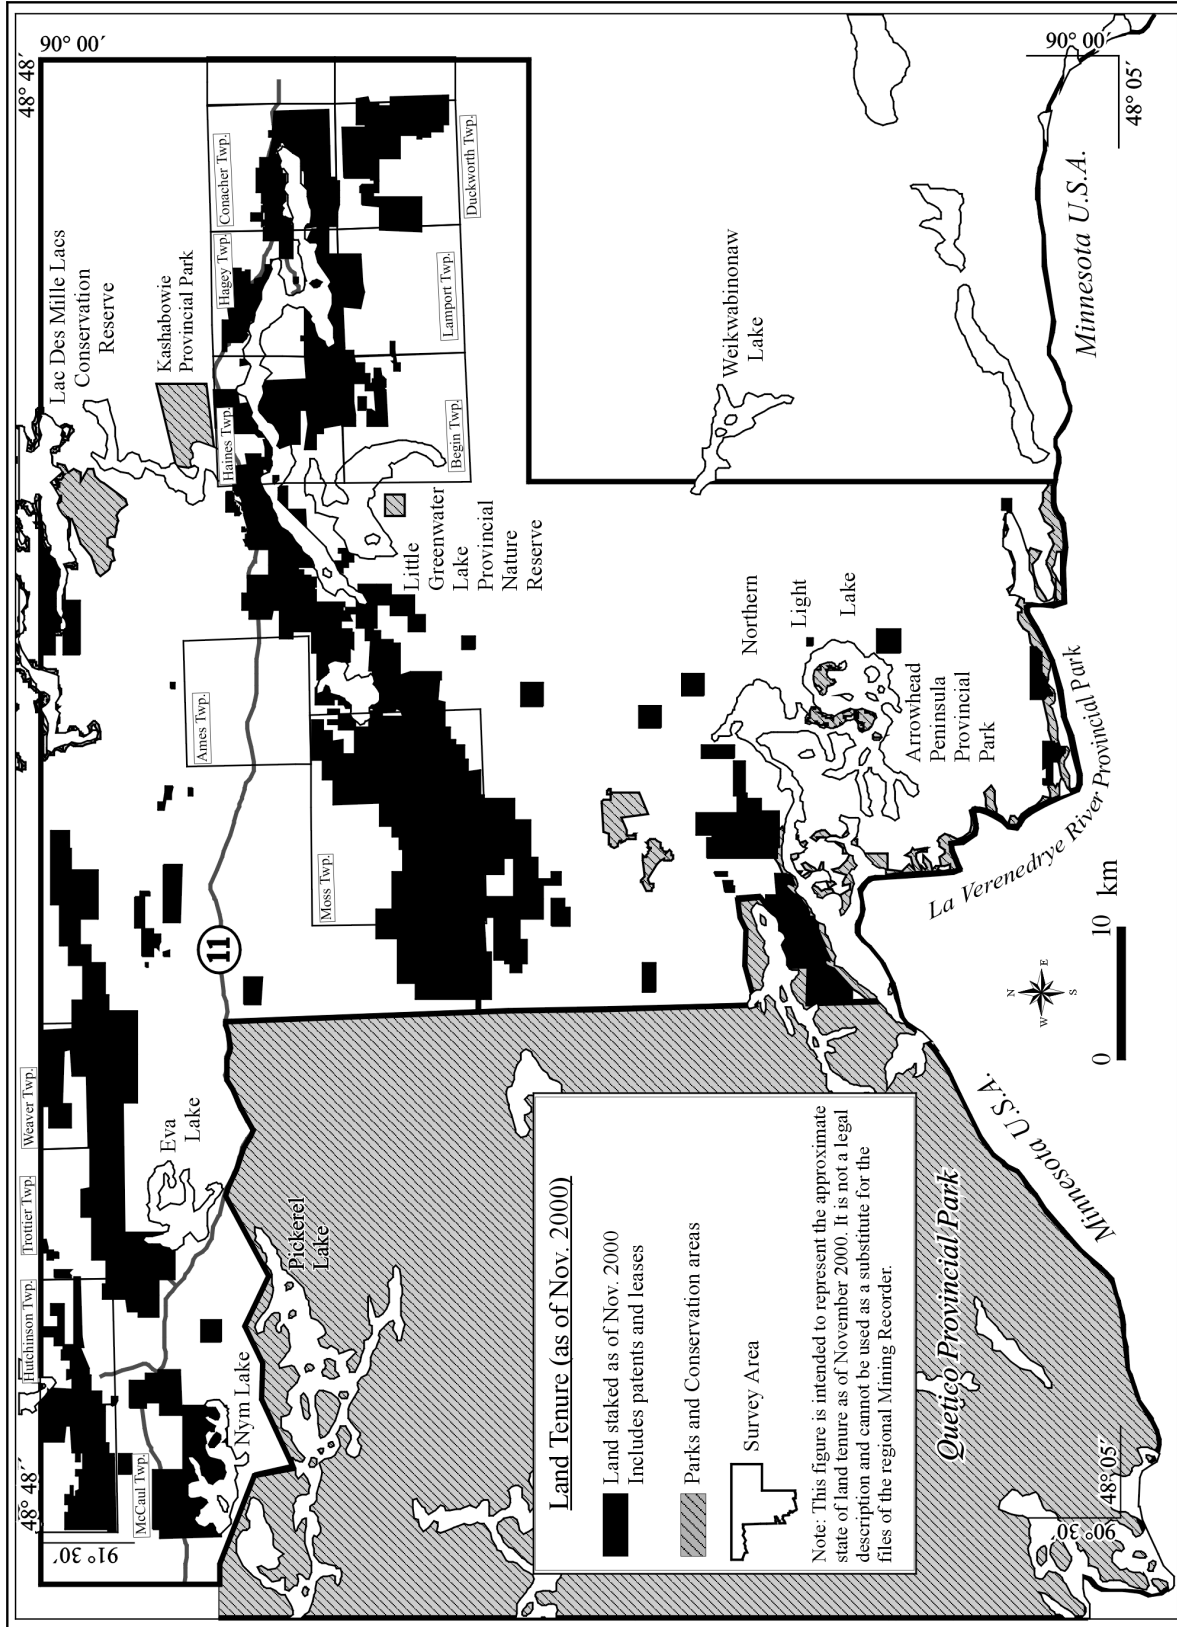 48° 48´
91° 30´
Hutchinson Twp.
Trottier Twp.
Weaver Twp.
McCaul Twp.
Lac Des Mille Lacs
Conservation
Reserve
48° 48´
90° 00´
Kashabowie
Provincial Park
Eva
Lake
11
Ames Twp.
Moss Twp.
Haines Twp.
Hagey Twp.
Conacher Twp.
Begin Twp.
Lamport Twp.
Duckworth Twp.
Nym Lake
Pickerel
Lake
Little
Greenwater
Lake
Provincial
Nature
Reserve
Weikwabinonaw
Lake
Northern
Light
Lake
Arrowhead
Peninsula
Provincial
Park
Land Tenure (as of Nov. 2000)
Land staked as of Nov. 2000
Includes patents and leases
Parks and Conservation areas
Survey Area
Note: This figure is intended to represent the approximate
state of land tenure as of November 2000. It is not a legal
description and cannot be used as a substitute for the
files of the regional Mining Recorder.
Quetico Provincial Park
La Verenedrye River Provincial Park
Minnesota U.S.A.
Minnesota U.S.A.
N
W
E
S
0
10
km
48° 05´
90° 30´
90° 00´
48° 05´